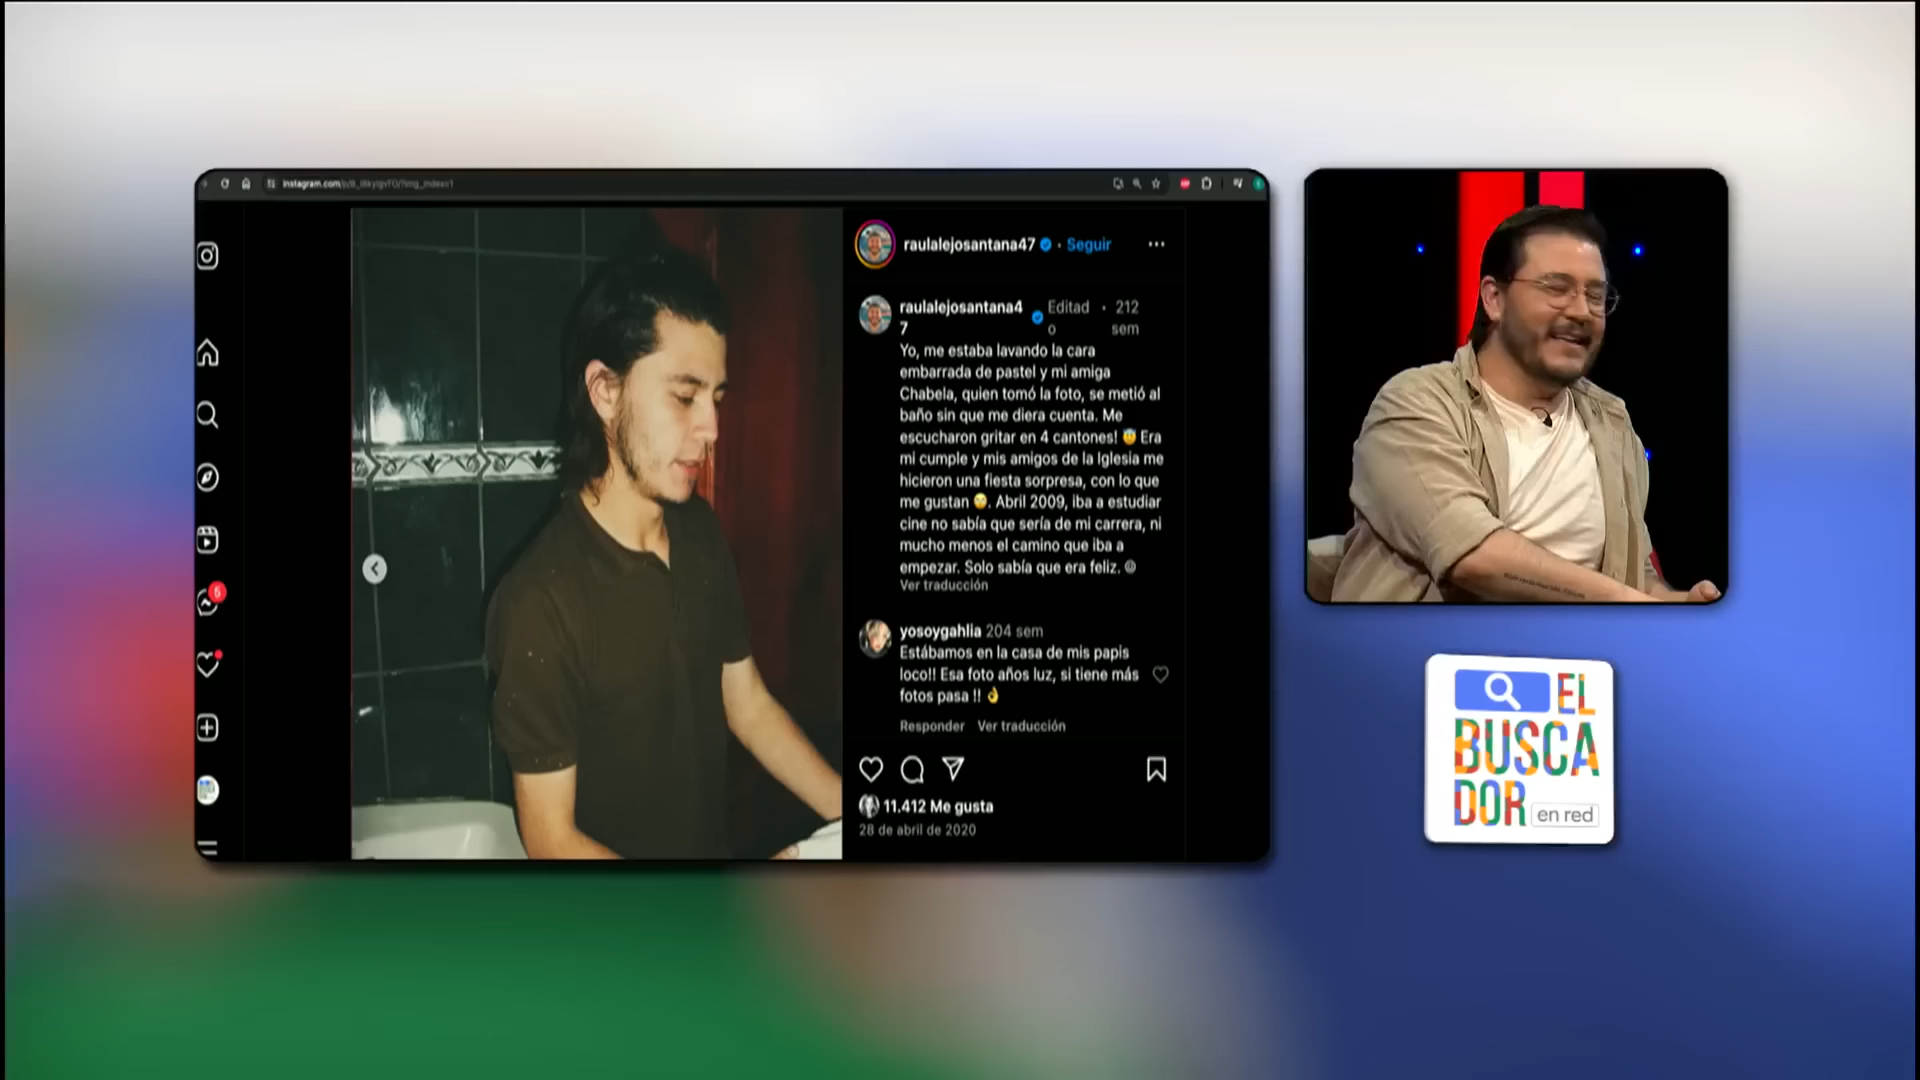 instagram.com
raulalejosantana47 · Seguir
raulalejosantana4 Editad · 212
7 o sem
Yo, me estaba lavando la cara
embarrada de pastel y mi amiga
Chabela, quien tomó la foto, se metió al
baño sin que me diera cuenta. Me
escucharon gritar en 4 cantones! 😇 Era
mi cumple y mis amigos de la Iglesia me
hicieron una fiesta sorpresa, con lo que
me gustan 🙄. Abril 2009, iba a estudiar
cine no sabía que sería de mi carrera, ni
mucho menos el camino que iba a
empezar. Solo sabía que era feliz.
Ver traducción
yosoygahlia 204 sem
Estábamos en la casa de mis papis
loco!! Esa foto años luz, si tiene más
fotos pasa !! 👌
Responder Ver traducción
11.412 Me gusta
28 de abril de 2020
6
EL
BUSCA
DOR en red